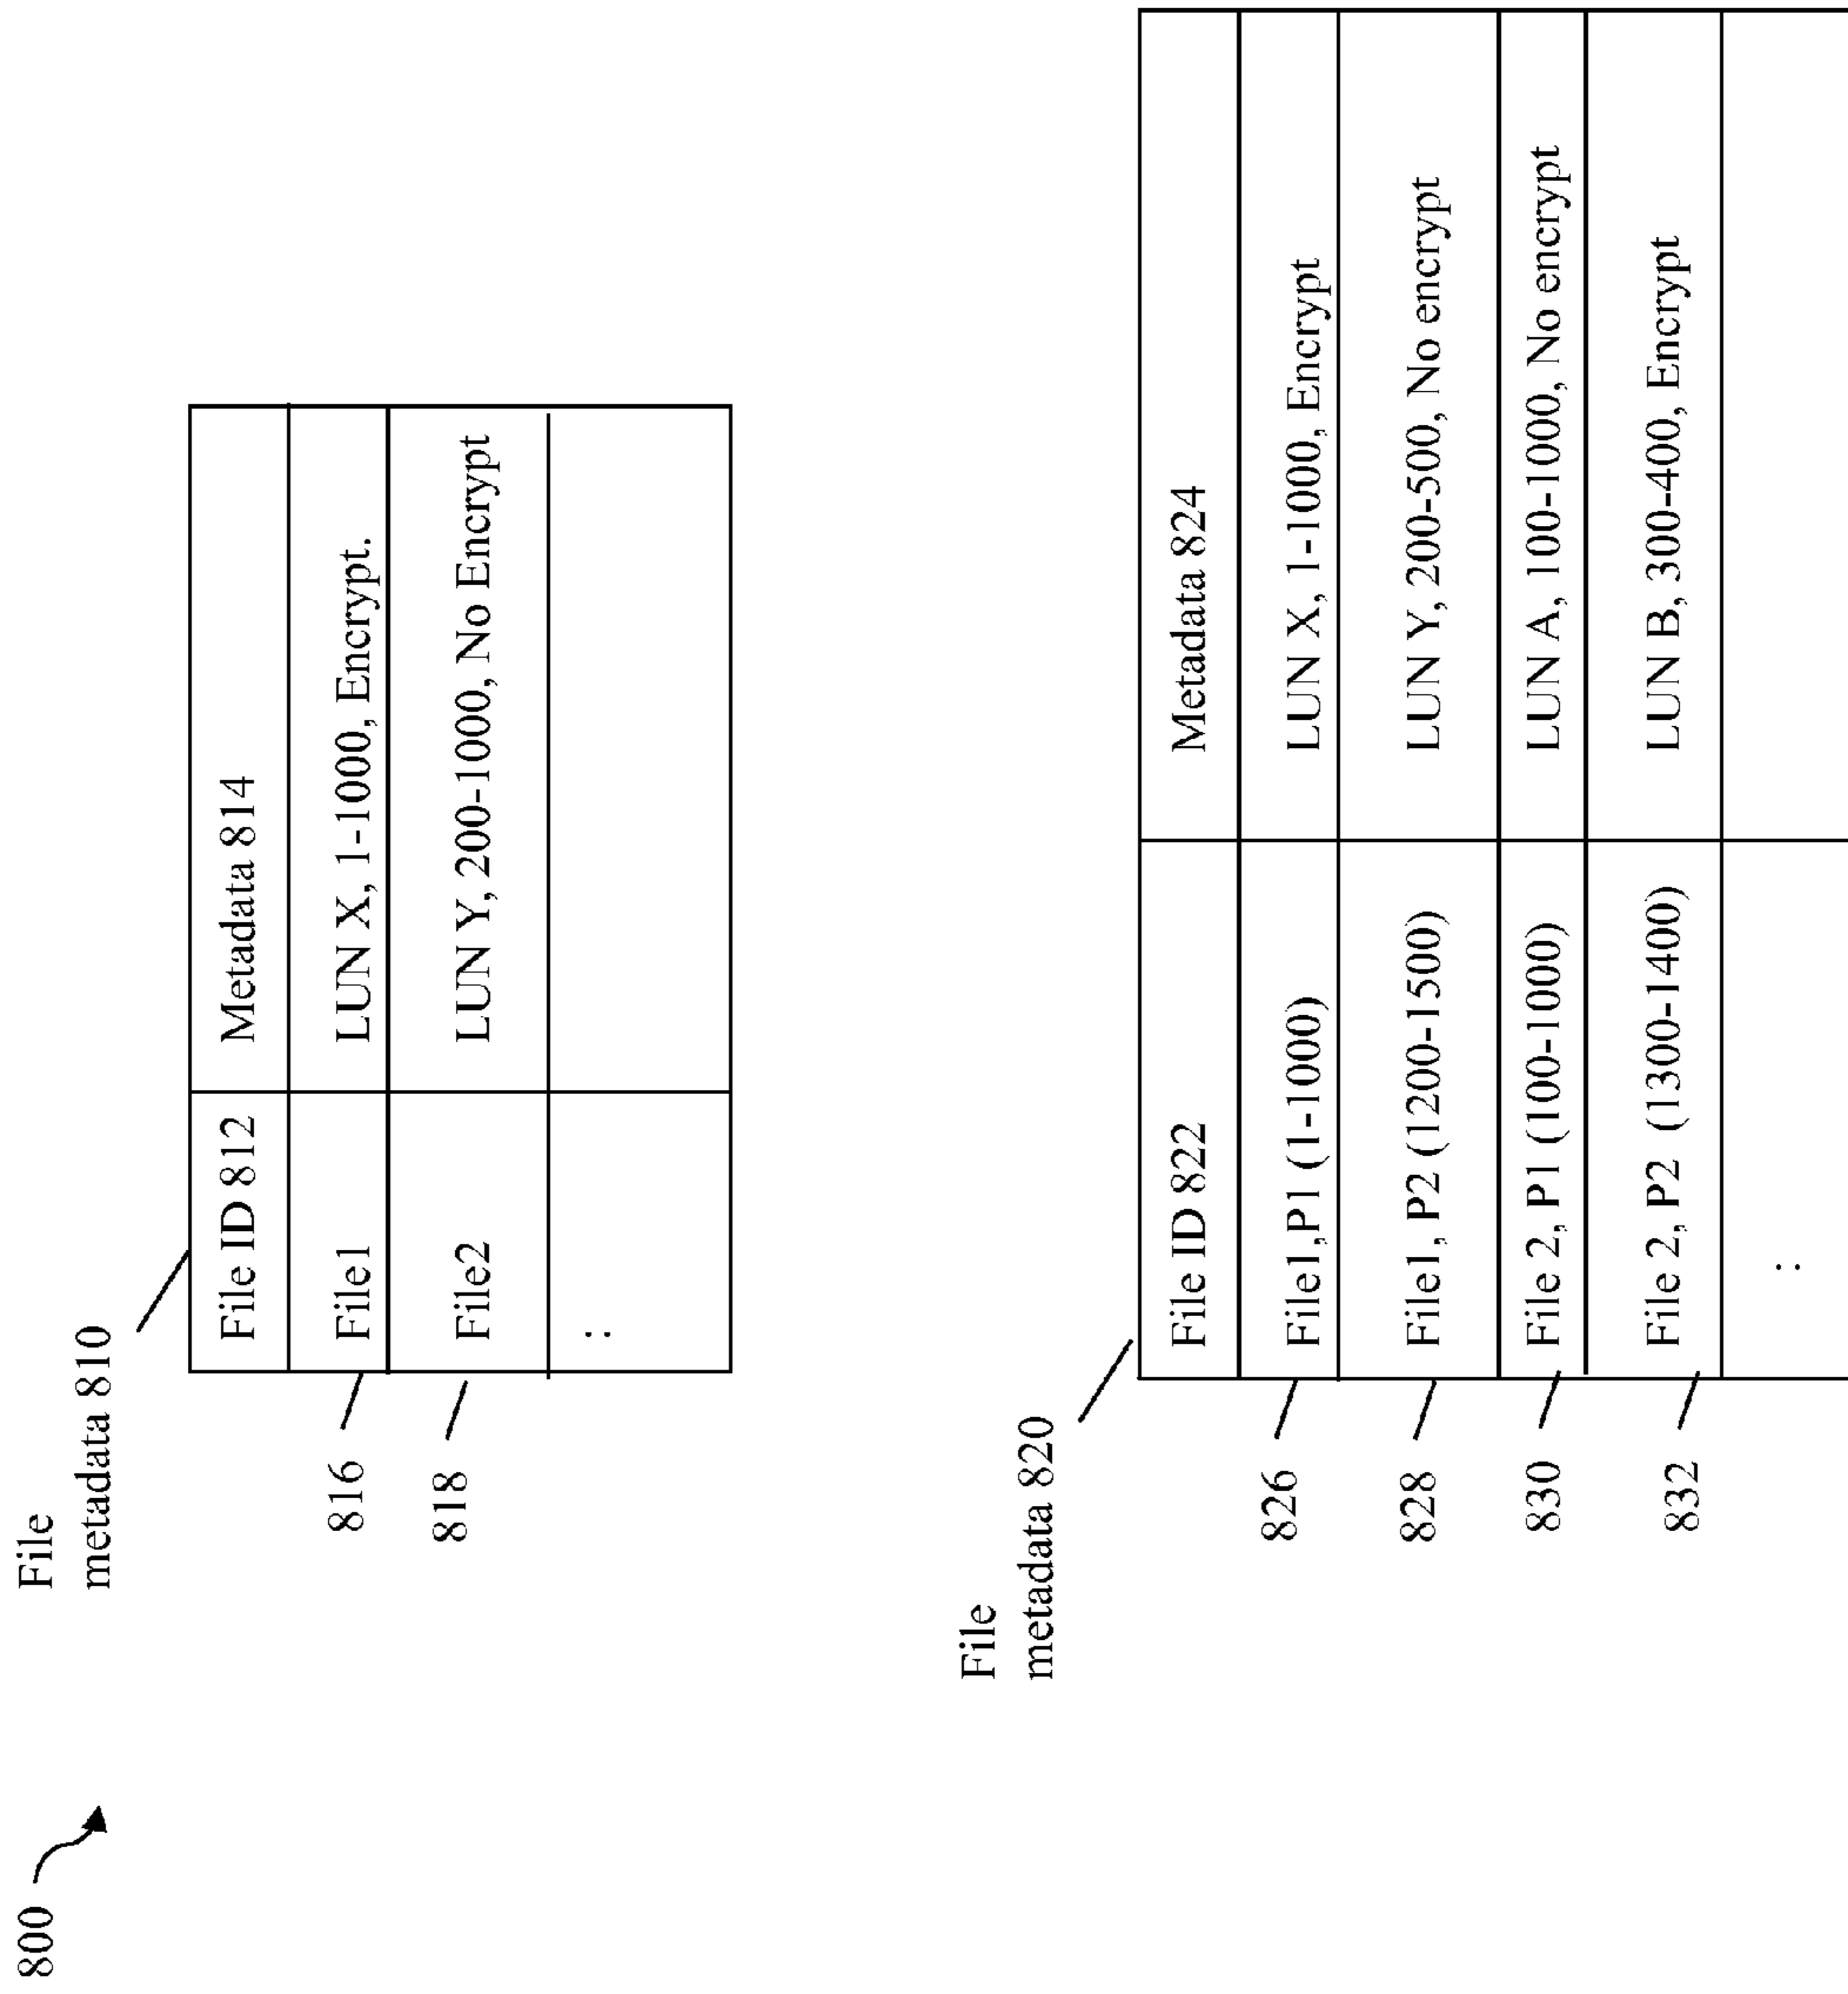 800
File
metadata 810
File ID 812 Metadata 814
816 File1 LUN X, 1-1000, Encrypt.
818 File2 LUN Y, 200-1000, No Encrypt
:
File
metadata 820
File ID 822 Metadata 824
826 File1,P1 (1-1000) LUN X, 1-1000, Encrypt
828 File1, P2 (1200-1500) LUN Y, 200-500, No encrypt
830 File 2, P1 (100-1000) LUN A, 100-1000, No encrypt
832 File 2, P2 (1300-1400) LUN B, 300-400, Encrypt
: